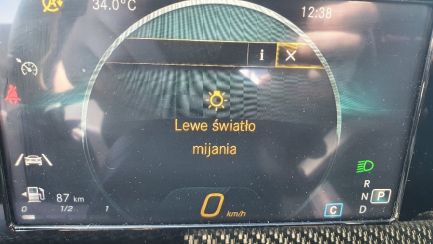 34.0°C
12:38
i
Lewe światło
mijania
87 km
0 1/2 1
0 km/h
R
N P
D
C